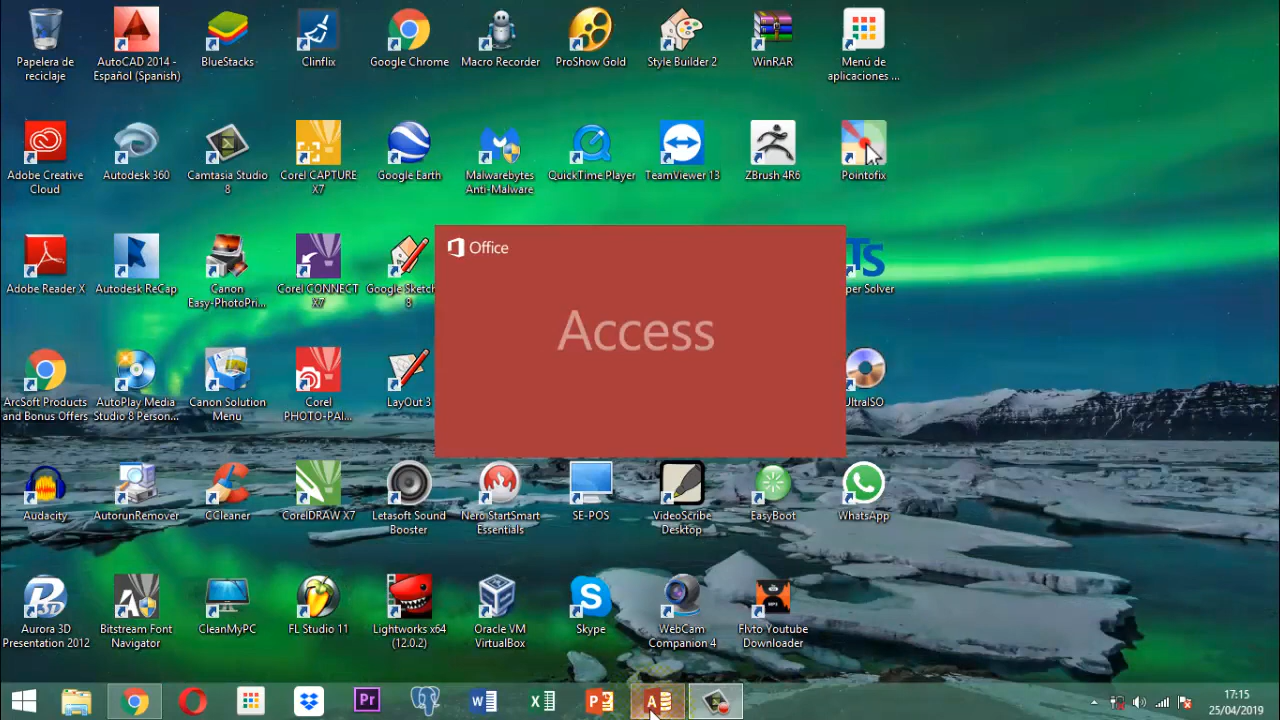 Papelera de
reciclaje
AutoCAD 2014 -
Español (Spanish)
BlueStacks
Clinflix
Google Chrome
Macro Recorder
ProShow Gold
Style Builder 2
WinRAR
Menú de
aplicaciones ...
Adobe Creative
Cloud
Autodesk 360
Camtasia Studio
8
Corel CAPTURE
X7
Google Earth
Malwarebytes
Anti-Malware
QuickTime Player
TeamViewer 13
ZBrush 4R6
Pointofix
Office
Access
Adobe Reader X
Autodesk ReCap
Canon
Easy-PhotoPri...
Corel CONNECT
X7
Google Sketch
8
TS
per Solver
ArcSoft Products
and Bonus Offers
AutoPlay Media
Studio 8 Person...
Canon Solution
Menu
Corel
PHOTO-PAI...
LayOut 3
UltraISO
Audacity
AutorunRemover
CCleaner
CorelDRAW X7
Letasoft Sound
Booster
Nero StartSmart
Essentials
SE-POS
VideoScribe
Desktop
EasyBoot
WhatsApp
Aurora 3D
Presentation 2012
Bitstream Font
Navigator
CleanMyPC
FL Studio 11
Lightworks x64
(12.0.2)
Oracle VM
VirtualBox
Skype
WebCam
Companion 4
Flvto Youtube
Downloader
Pr
17:15
25/04/2019